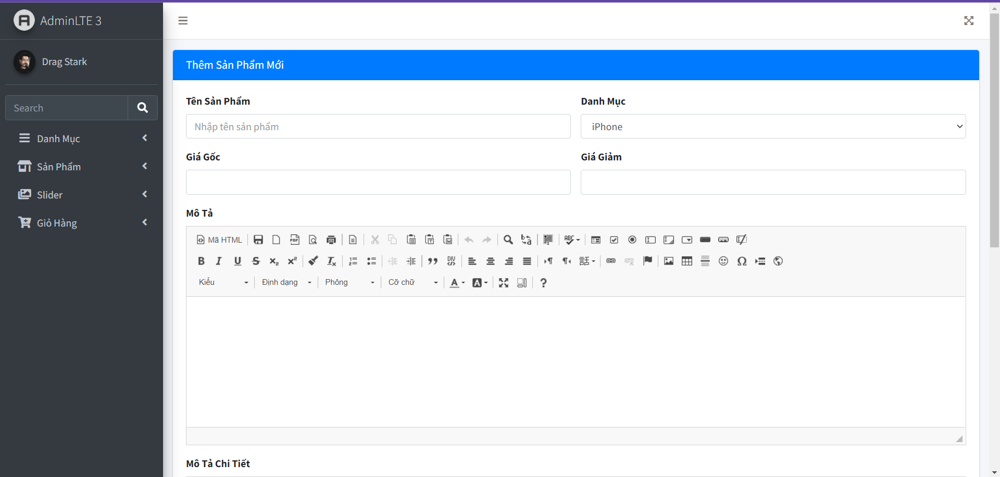 AdminLTE 3
Drag Stark
Search
Danh Mục
Sản Phẩm
Slider
Giỏ Hàng
Thêm Sản Phẩm Mới
Tên Sản Phẩm
Danh Mục
Nhập tên sản phẩm
iPhone
Giá Gốc
Giá Giảm
Mô Tả
Mã HTML
Kiểu
Định dạng
Phông
Cỡ chữ
Mô Tả Chi Tiết